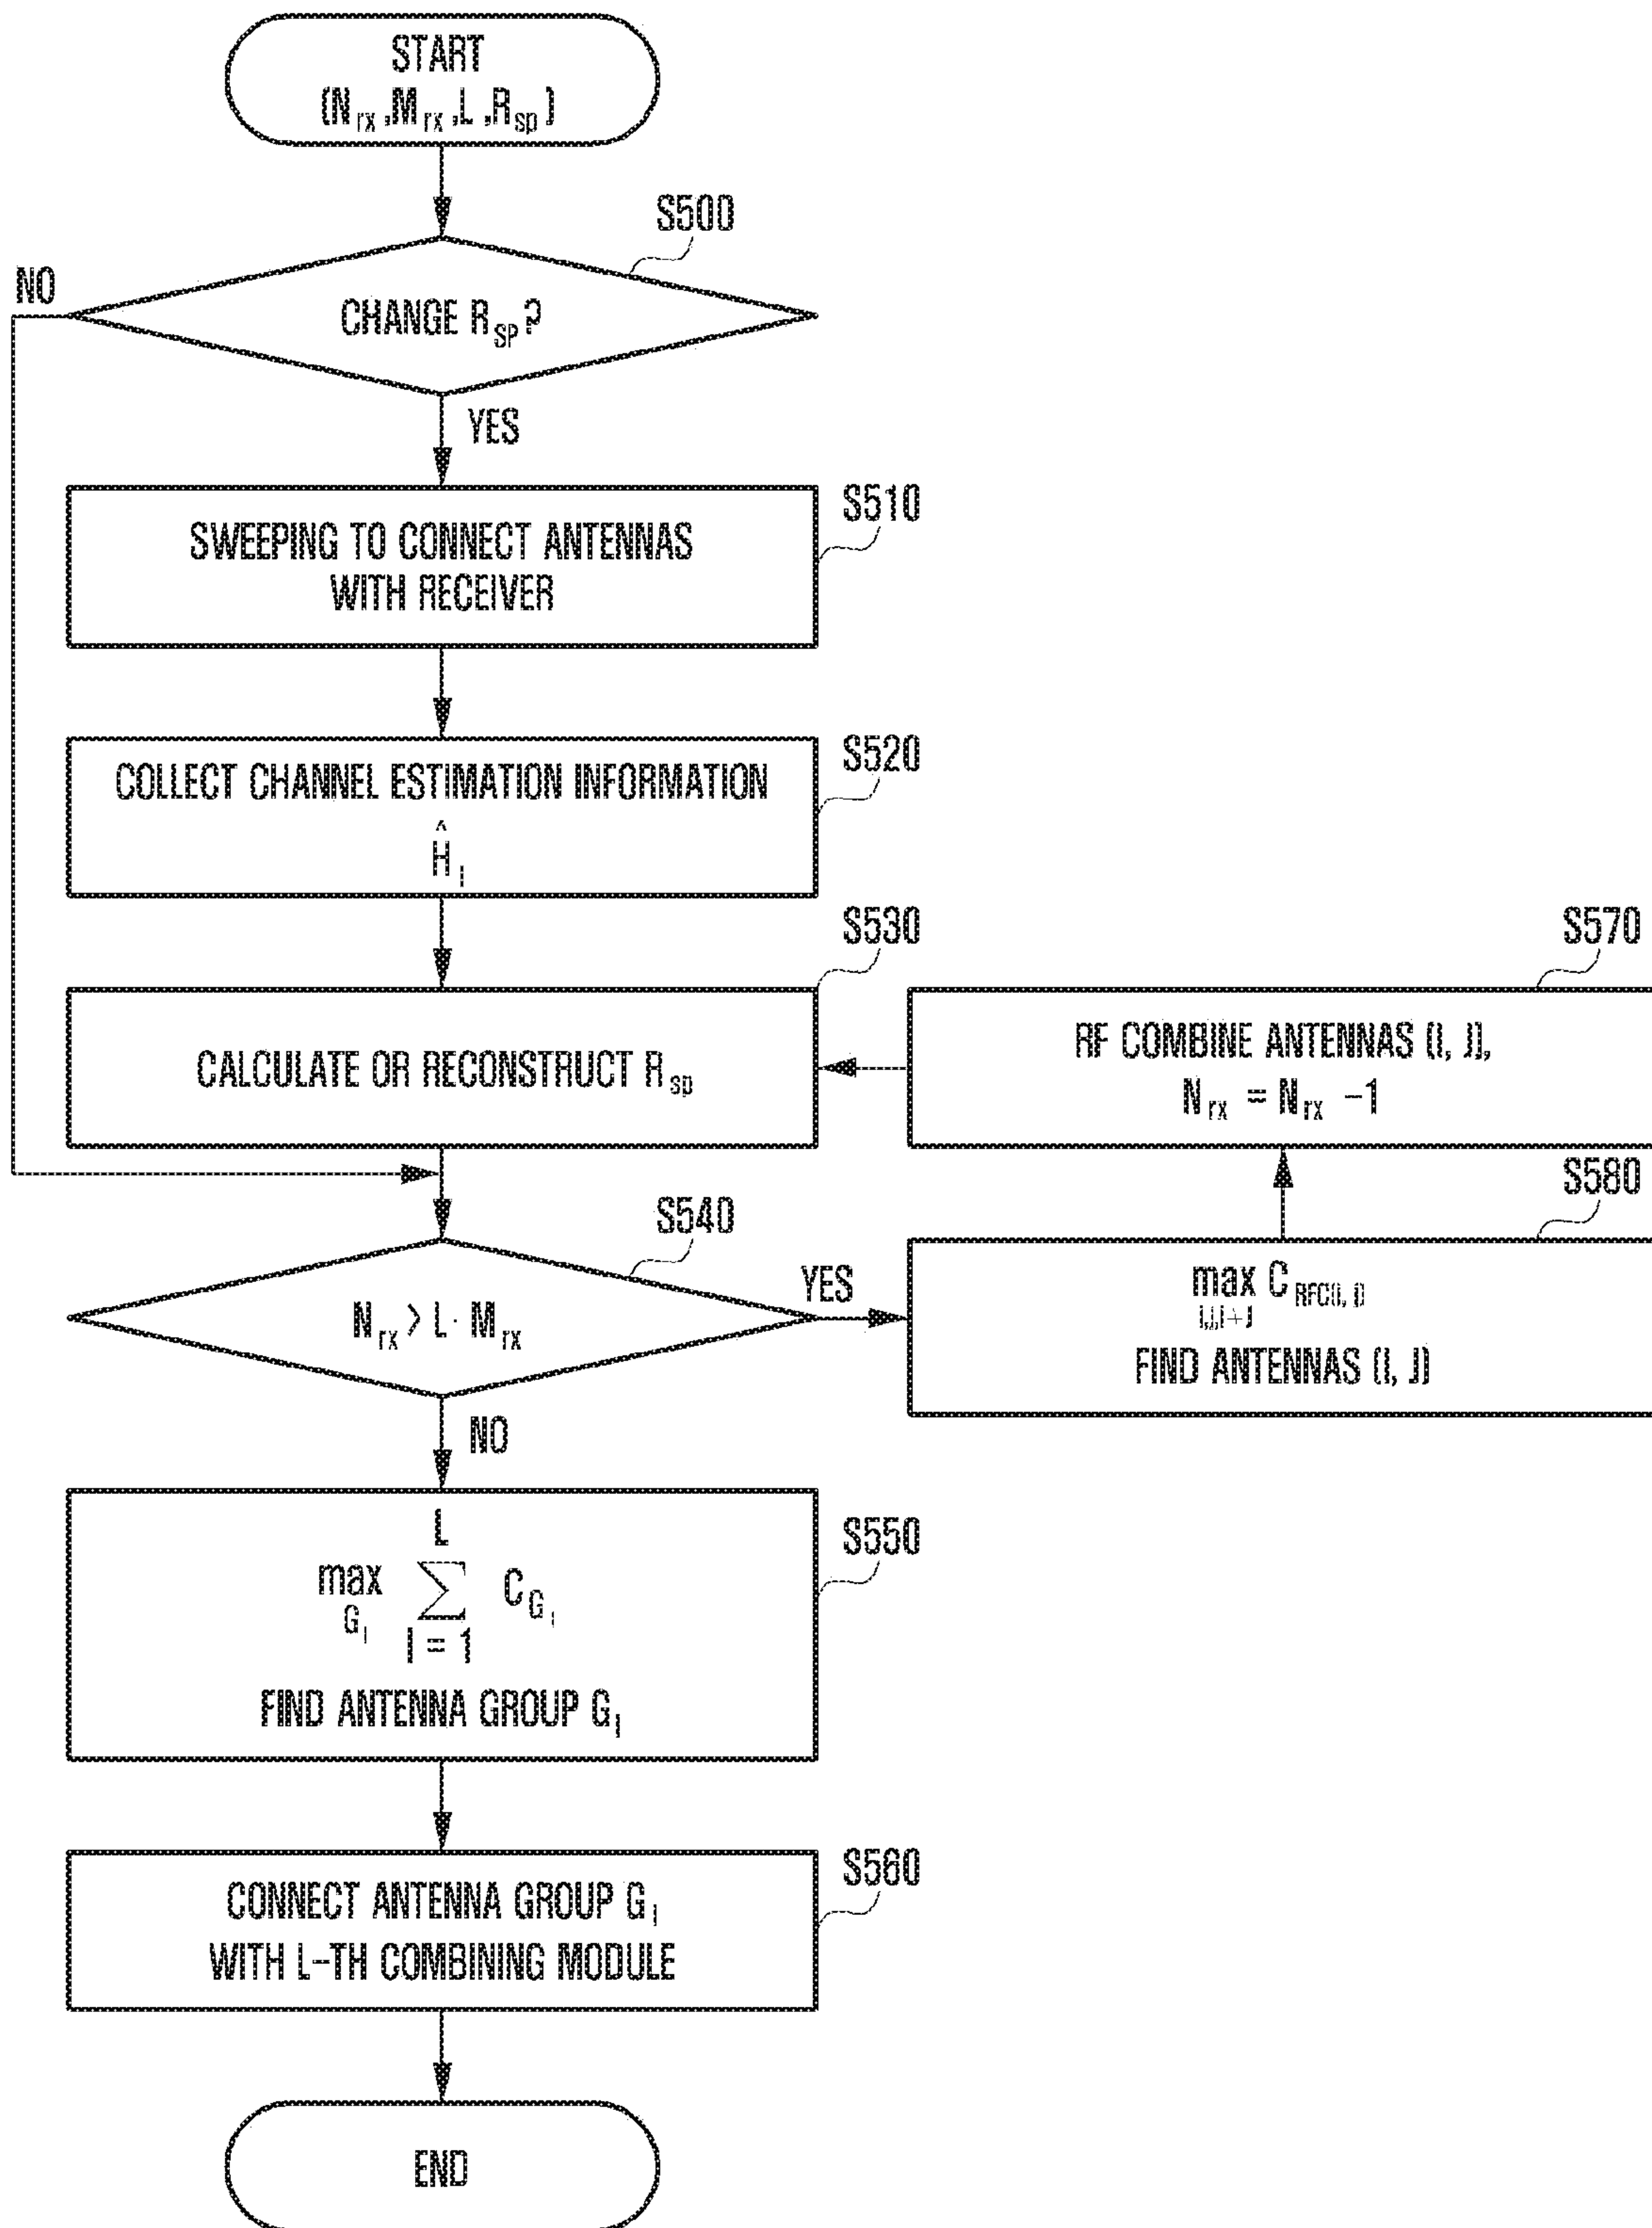 START
(N rx ,M rx ,L ,R sp )
S500
NO
CHANGE R SP ?
YES
S510
SWEEPING TO CONNECT ANTENNAS
WITH RECEIVER
S520
COLLECT CHANNEL ESTIMATION INFORMATION
Ĥ i
S530
CALCULATE OR RECONSTRUCT R sp
S570
RF COMBINE ANTENNAS (I, J),
N rx = N rx -1
S540
N rx > L · M rx
YES
S580
max C
FIND ANTENNAS (I, J)
NO
S550
L
max ∑ C G l
G l
l = 1
FIND ANTENNA GROUP G l
S560
CONNECT ANTENNA GROUP G l
WITH L-TH COMBINING MODULE
END